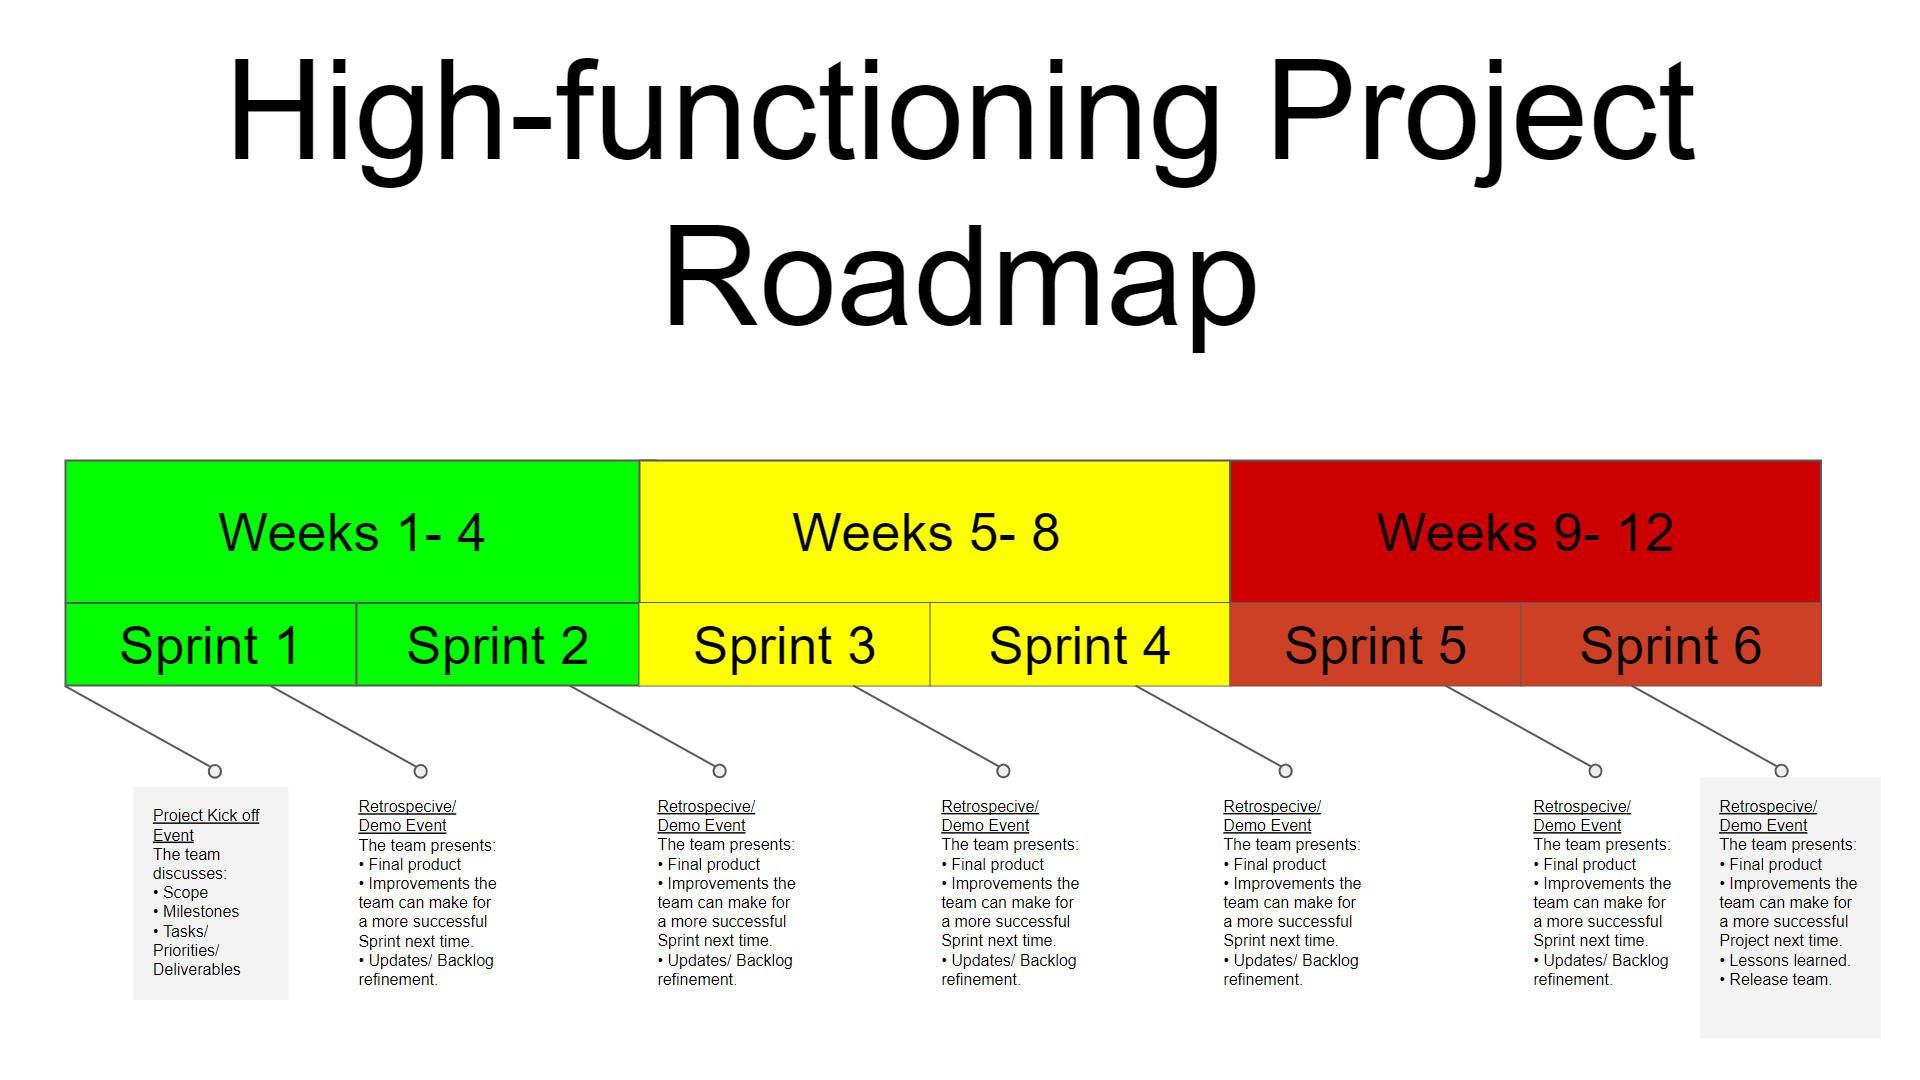 High-functioning Project
Roadmap
Weeks 1- 4
Weeks 5- 8
Weeks 9- 12
Sprint 1
Sprint 2
Sprint 3
Sprint 4
Sprint 5
Sprint 6
Project Kick off
Event
The team
discusses:
• Scope
• Milestones
• Tasks/
Priorities/
Deliverables
Retrospecive/
Demo Event
The team presents:
• Final product
• Improvements the
team can make for
a more successful
Sprint next time.
• Updates/ Backlog
refinement.
Retrospecive/
Demo Event
The team presents:
• Final product
• Improvements the
team can make for
a more successful
Sprint next time.
• Updates/ Backlog
refinement.
Retrospecive/
Demo Event
The team presents:
• Final product
• Improvements the
team can make for
a more successful
Sprint next time.
• Updates/ Backlog
refinement.
Retrospecive/
Demo Event
The team presents:
• Final product
• Improvements the
team can make for
a more successful
Sprint next time.
• Updates/ Backlog
refinement.
Retrospecive/
Demo Event
The team presents:
• Final product
• Improvements the
team can make for
a more successful
Sprint next time.
• Updates/ Backlog
refinement.
Retrospecive/
Demo Event
The team presents:
• Final product
• Improvements the
team can make for
a more successful
Project next time.
• Lessons learned.
• Release team.